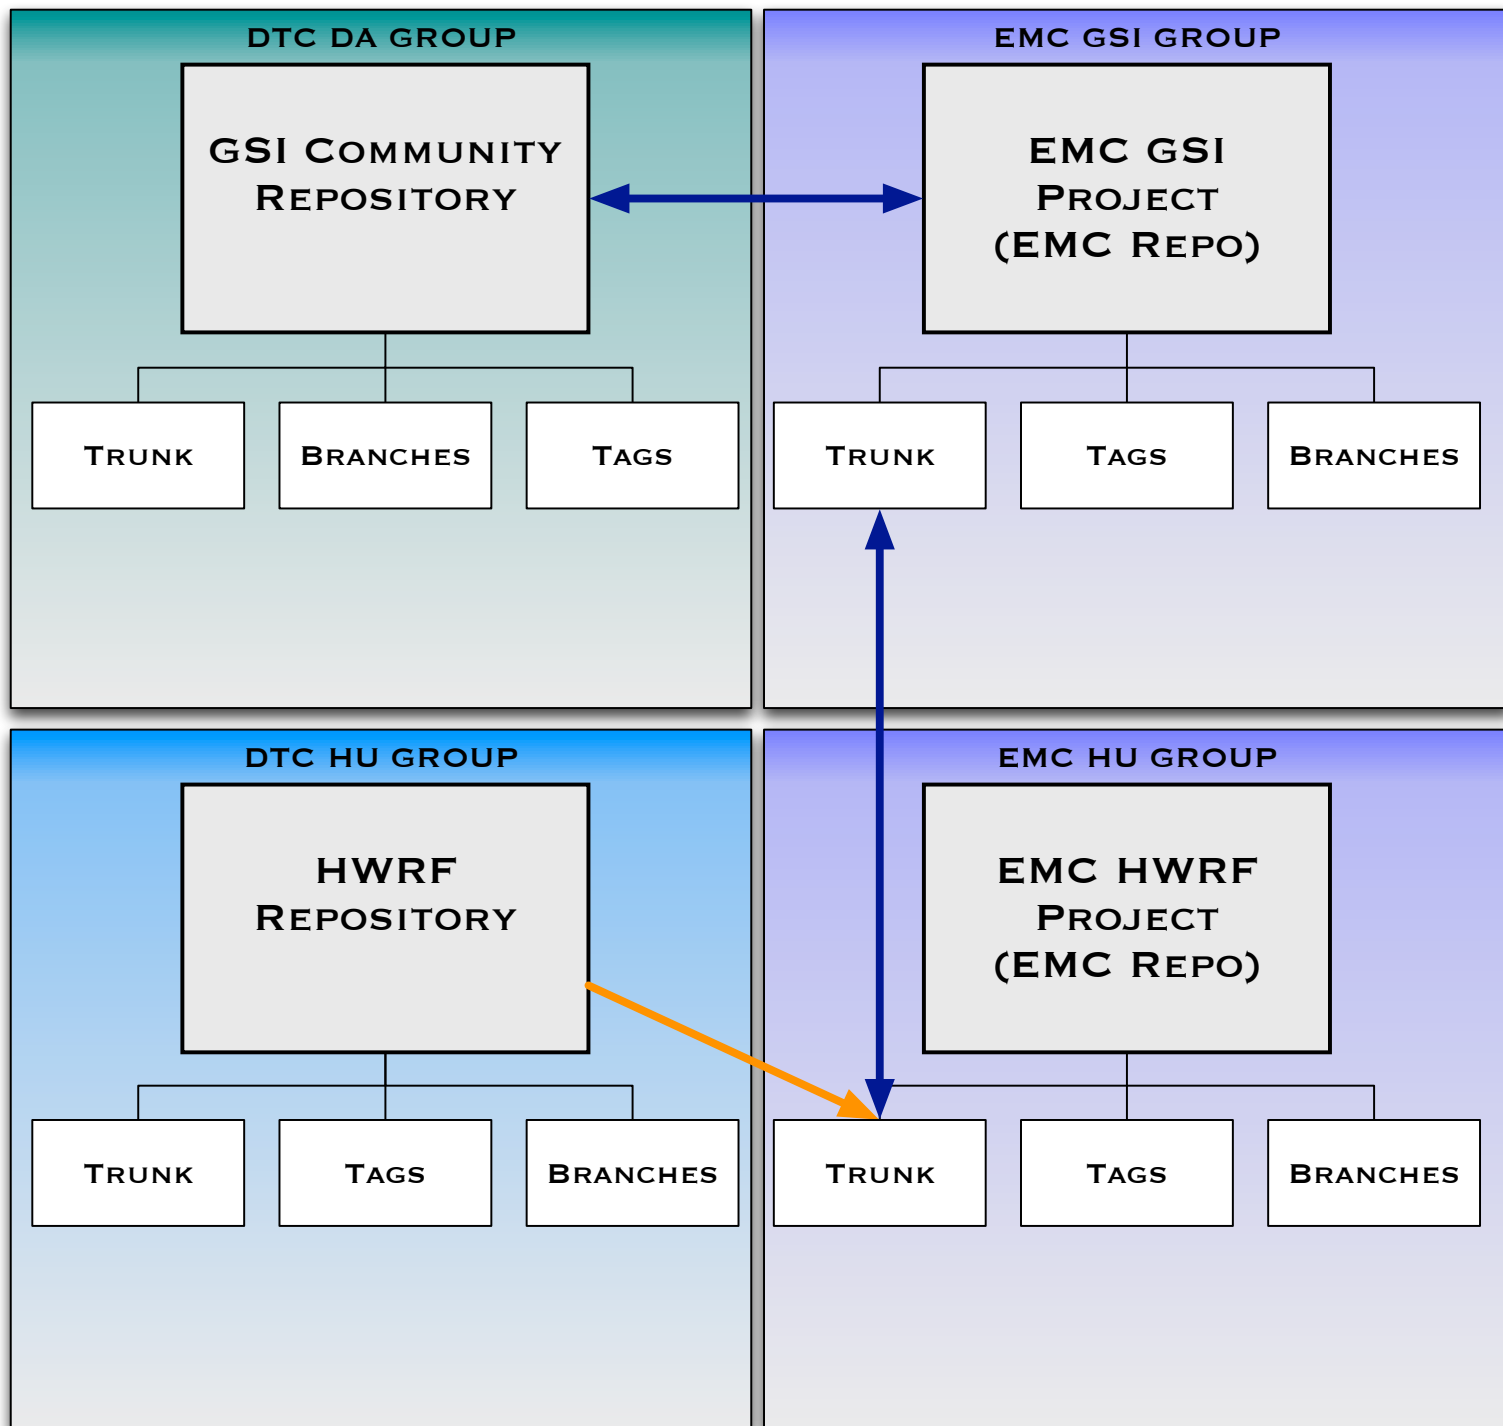 DTC DA GROUP
GSI COMMUNITY
REPOSITORY
TRUNK
BRANCHES
TAGS
EMC GSI GROUP
EMC GSI
PROJECT
(EMC REPO)
TRUNK
TAGS
BRANCHES
DTC HU GROUP
HWRF
REPOSITORY
TRUNK
TAGS
BRANCHES
EMC HU GROUP
EMC HWRF
PROJECT
(EMC REPO)
TRUNK
TAGS
BRANCHES